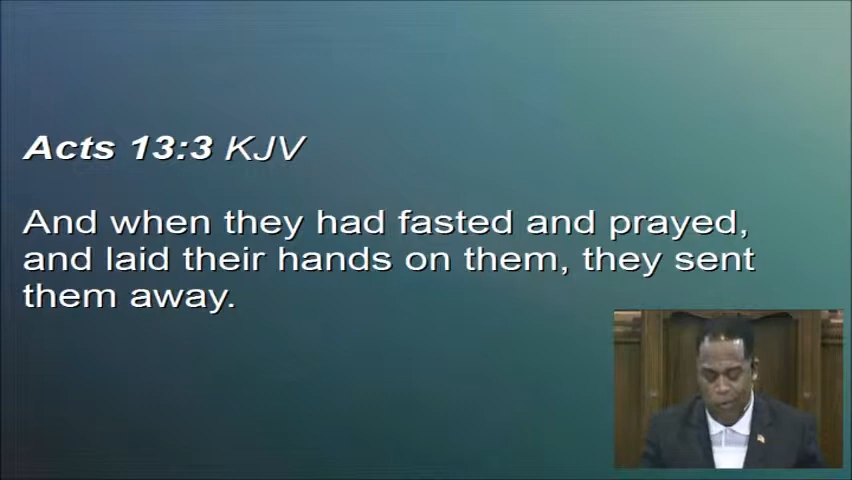 Acts 13:3 KJV
And when they had fasted and prayed,
and laid their hands on them, they sent
them away.